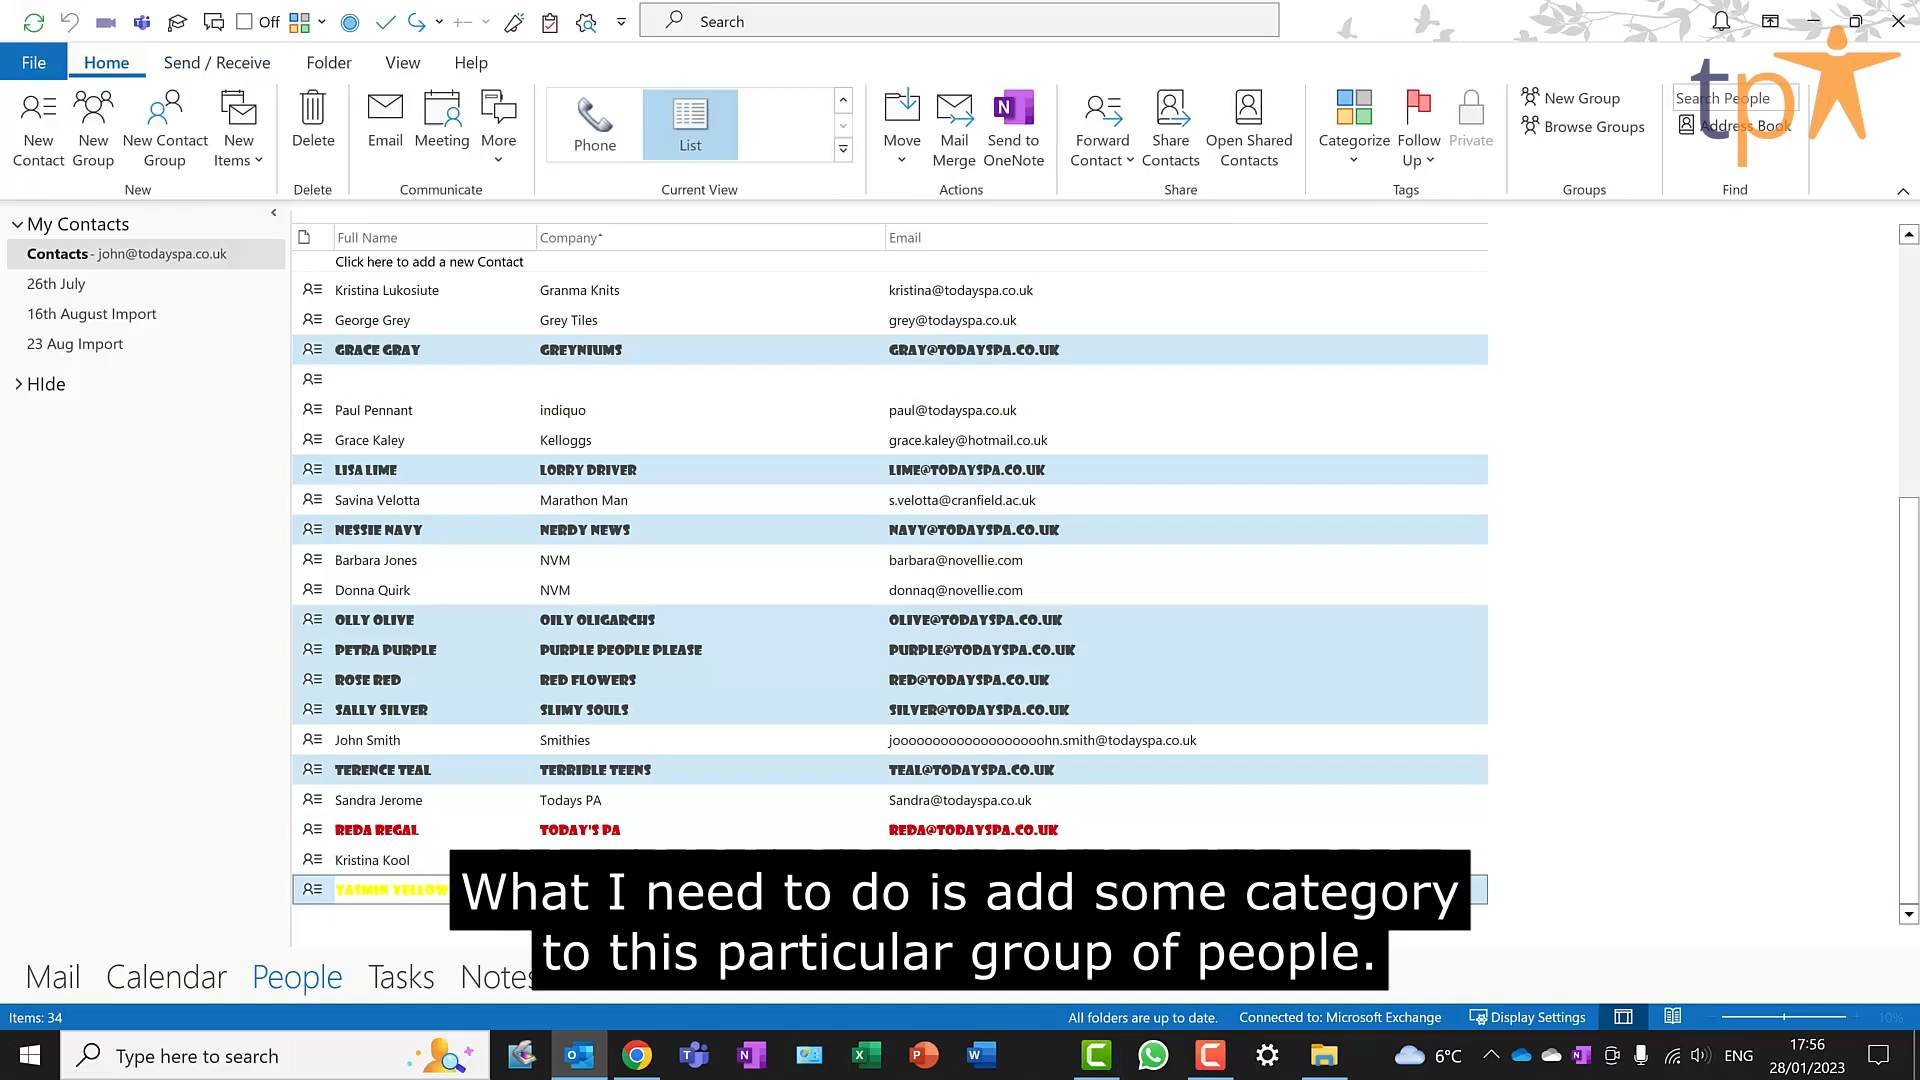 Off
Search
File Home Send / Receive Folder View Help
New Contact
New Group
New Contact Group
New Items
New
Delete
Delete
Email
Meeting
More
Communicate
Phone
List
Current View
Move
Mail Merge
Send to OneNote
Actions
Forward Contact
Share Contacts
Open Shared Contacts
Share
Categorize
Follow Up
Private
Tags
New Group
Browse Groups
Groups
Search People
Address Book
Find
tp
My Contacts
Contacts - john@todayspa.co.uk
26th July
16th August Import
23 Aug Import
HIde
Full Name Company Email
Click here to add a new Contact
Kristina Lukosiute Granma Knits kristina@todayspa.co.uk
George Grey Grey Tiles grey@todayspa.co.uk
GRACE GRAY GREYNIUMS GRAY@TODAYSPA.CO.UK
Paul Pennant indiquo paul@todayspa.co.uk
Grace Kaley Kelloggs grace.kaley@hotmail.co.uk
LISA LIME LORRY DRIVER LIME@TODAYSPA.CO.UK
Savina Velotta Marathon Man s.velotta@cranfield.ac.uk
NESSIE NAVY NERDY NEWS NAVY@TODAYSPA.CO.UK
Barbara Jones NVM barbara@novellie.com
Donna Quirk NVM donnaq@novellie.com
OLLY OLIVE OILY OLIGARCHS OLIVE@TODAYSPA.CO.UK
PETRA PURPLE PURPLE PEOPLE PLEASE PURPLE@TODAYSPA.CO.UK
ROSE RED RED FLOWERS RED@TODAYSPA.CO.UK
SALLY SILVER SLIMY SOULS SILVER@TODAYSPA.CO.UK
John Smith Smithies joooooooooooooooooohn.smith@todayspa.co.uk
TERENCE TEAL TERRIBLE TEENS TEAL@TODAYSPA.CO.UK
Sandra Jerome Todays PA Sandra@todayspa.co.uk
REDA REGAL TODAY'S PA REDA@TODAYSPA.CO.UK
Kristina Kool
YASMIN YELLOW
What I need to do is add some category
to this particular group of people.
Mail Calendar People Tasks Notes
Items: 34 All folders are up to date. Connected to: Microsoft Exchange Display Settings 10%
Type here to search
6°C ENG 17:56
28/01/2023